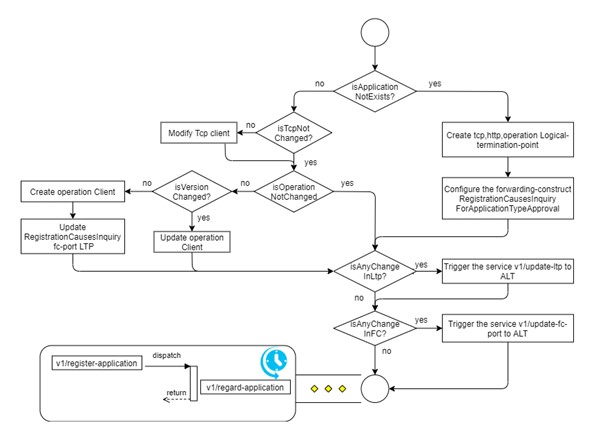 isApplication
NotExists?
no
yes
isTcpNot
Changed?
no
yes
Modify Tcp client
Create tcp,http,operation Logical-
termination-point
Configure the forwarding-construct
RegistrationCausesInquiry
ForApplicationTypeApproval
isOperation
NotChanged
no
yes
isVersion
Changed?
no
yes
Create operation Client
Update
RegistrationCausesInquiry
fc-port LTP
Update operation
Client
isAnyChange
InLtp?
yes
no
Trigger the service v1/update-ltp to
ALT
isAnyChange
InFC?
yes
no
Trigger the service v1/update-fc-
port to ALT
v1/register-application
dispatch
return
v1/regard-application